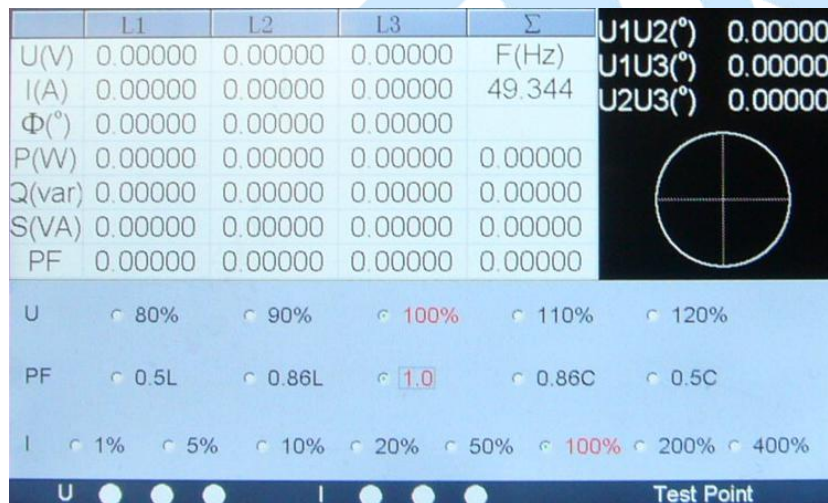 L1 L2 L3 Σ
U(V) 0.00000 0.00000 0.00000 F(Hz)
I(A) 0.00000 0.00000 0.00000 49.344
Φ(°) 0.00000 0.00000 0.00000
P(W) 0.00000 0.00000 0.00000 0.00000
Q(var) 0.00000 0.00000 0.00000 0.00000
S(VA) 0.00000 0.00000 0.00000 0.00000
PF 0.00000 0.00000 0.00000 0.00000
U1U2(°) 0.00000
U1U3(°) 0.00000
U2U3(°) 0.00000
U 80% 90% 100% 110% 120%
PF 0.5L 0.86L 1.0 0.86C 0.5C
I 1% 5% 10% 20% 50% 100% 200% 400%
U I Test Point